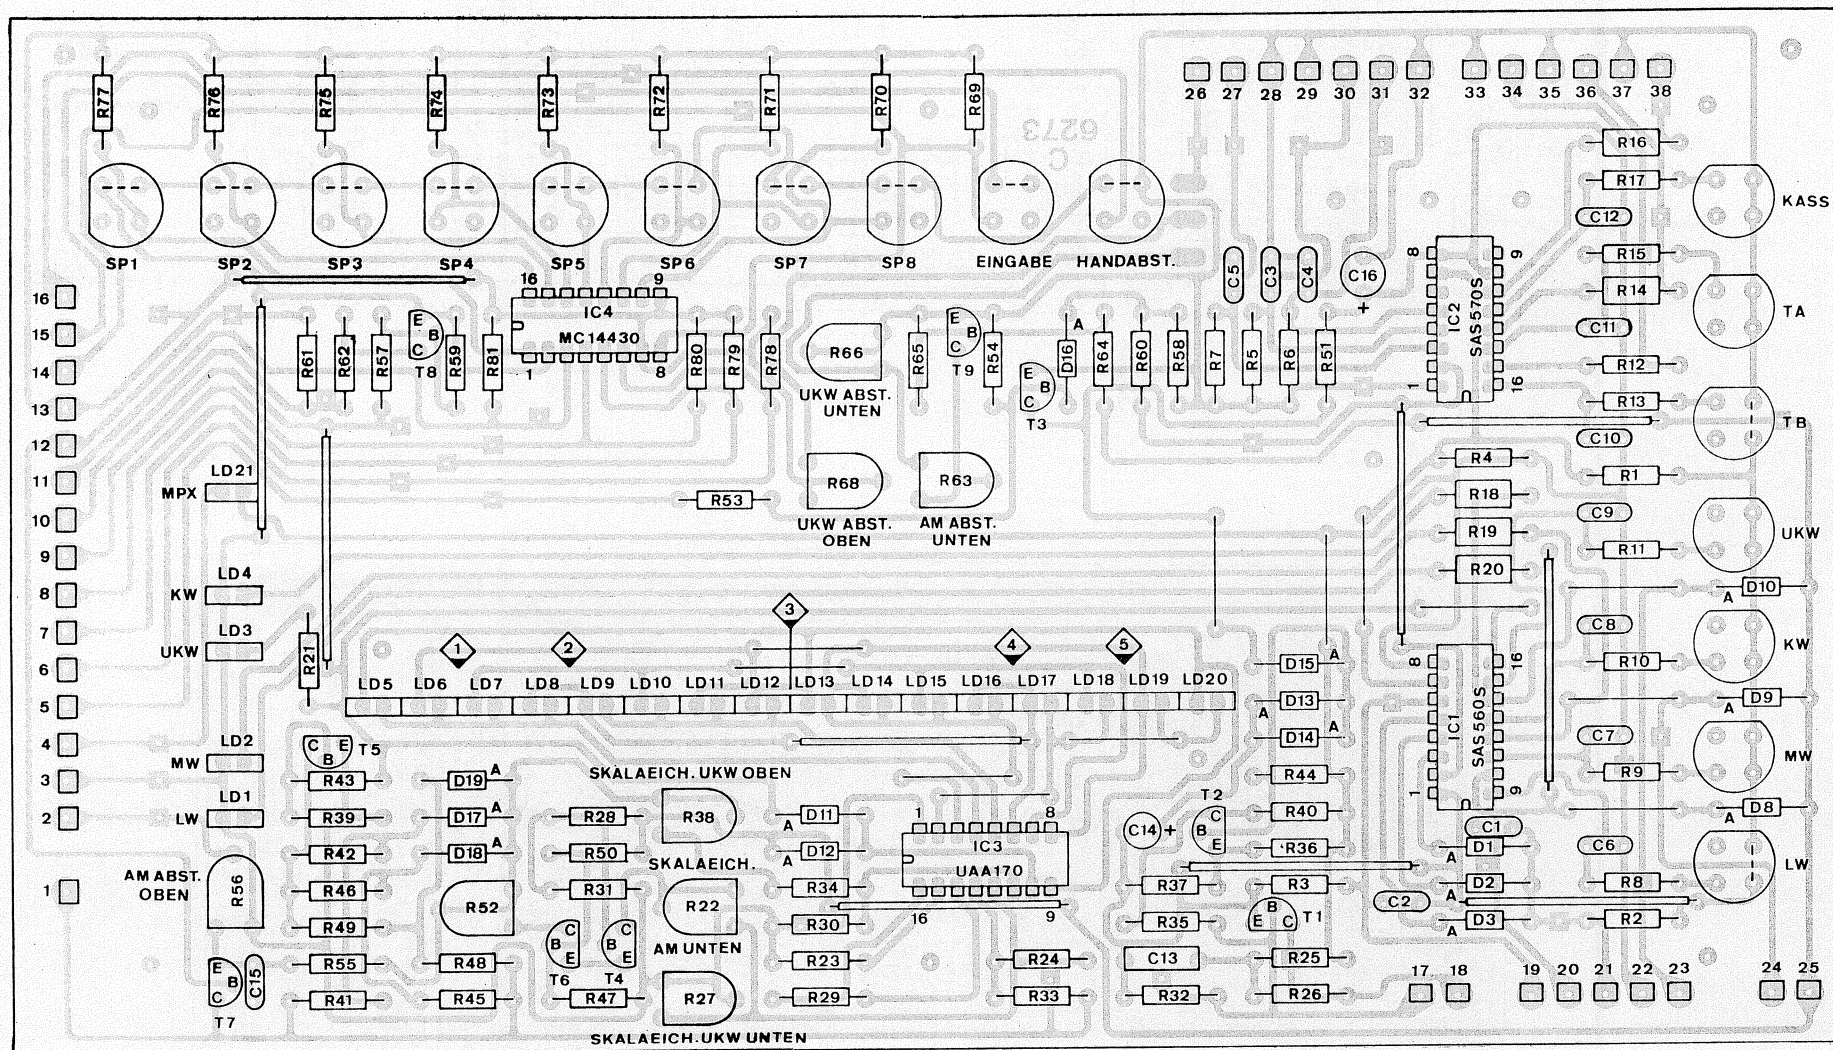 R77 R76 R75 R74 R73 R72 R71 R70 R69
26 27 28 29 30 31 32 33 34 35 36 37 38
6273
C
R16
R17
KASS
C12
SP1 SP2 SP3 SP4 SP5 SP6 SP7 SP8 EINGABE HANDABST.
C5 C3 C4 C16 +
8 9
IC2
SAS570S
1 16
R15
R14
TA
C11
R12
R13
TB
C10
16
15
14
13
12
11
10
9
8
7
6
5
4
3
2
1
16 9
IC4
MC14430
1 8
R61 R62 R57
E
B
C
T8
R59 R81
R80 R79 R78
R66
UKW ABST.
UNTEN
R65
E
B
C
T9
R54
E
B
C
T3
A
D16 R64 R60 R58 R7 R5 R6 R51
LD21
MPX
R53
R68
UKW ABST.
OBEN
R63
AM ABST.
UNTEN
R4
R18
R19
R20
R1
C9
R11
UKW
A D10
LD4
KW
LD3
UKW
R21
1 2 3 4 5
LD5 LD6 LD7 LD8 LD9 LD10 LD11 LD12 LD13 LD14 LD15 LD16 LD17 LD18 LD19 LD20
D15 A
D13
A
D14 A
8 16
IC1
SAS560S
1 9
C8
R10
KW
A D9
C7
R9
MW
A D8
LD2
MW
LD1
LW
C E
B
T5
R43
R39
R42
R46
R49
R55
R41
D19 A
D17 A
D18 A
R52
R48
R45
SKALAEICH. UKW OBEN
R28
R50
R31
R38
SKALAEICH.
R22
AM UNTEN
C
B
E
T6
C
B
E
T4
R47
R27
SKALAEICH. UKW UNTEN
AM ABST.
OBEN
R56
E
B
C
T7
C15
D11
A
D12
A
R34
R30
R23
R29
1 8
IC3
UAA170
16 9
R24
R33
C14 +
T2
C
B
E
R37
R35
C13
R32
R44
R40
R36
R3
B
E C
T1
R25
R26
C1
D1
A
D2
A
D3
A
C2
C6
R8
R2
LW
17 18 19 20 21 22 23 24 25